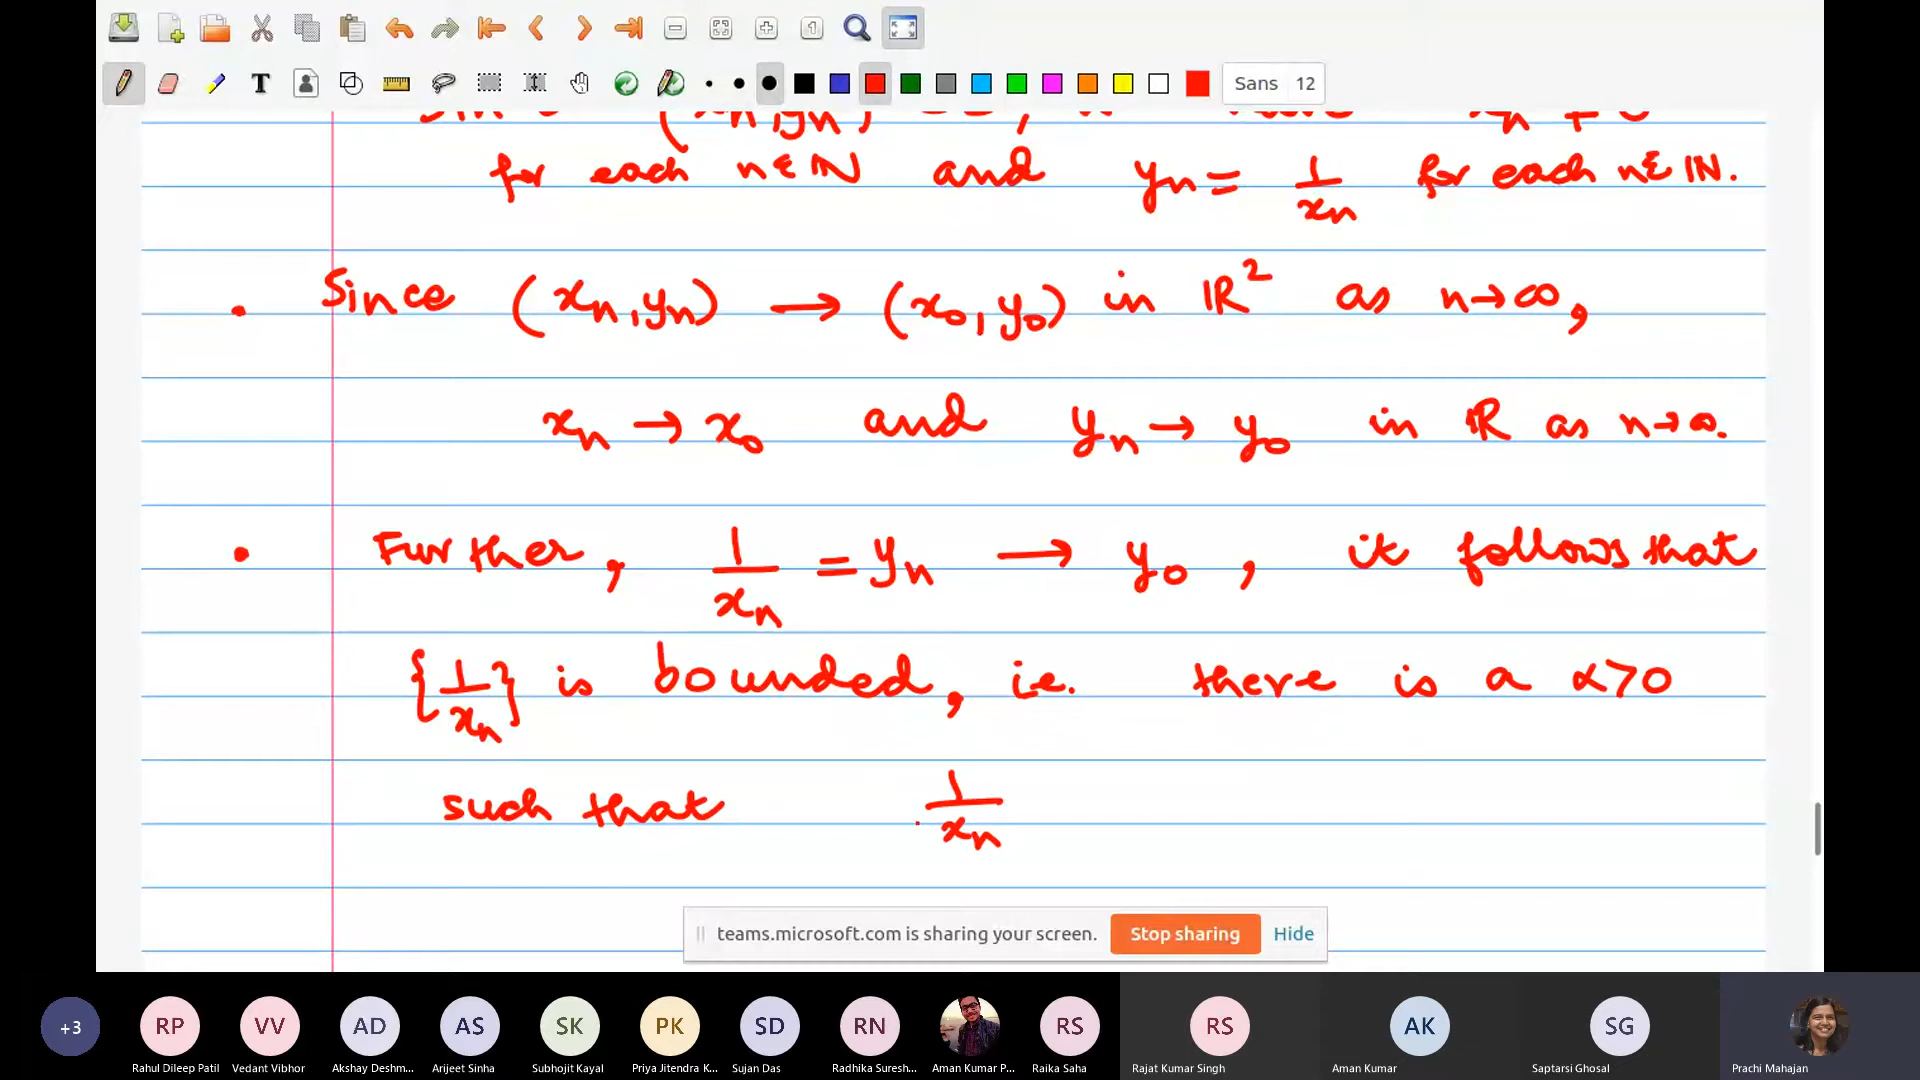 T
1
Sans 12
for each n∈ℕ and yₙ = 1/xₙ for each n∈ℕ.
• Since (xₙ,yₙ) → (x₀,y₀) in ℝ² as n→∞,
xₙ → x₀ and yₙ → y₀ in ℝ as n→∞.
• Further, 1/xₙ = yₙ → y₀, it follows that
{1/xₙ} is bounded, i.e. there is a α>0
such that 1/xₙ
teams.microsoft.com is sharing your screen. Stop sharing Hide
+3 RP VV AD AS SK PK SD RN RS RS AK SG
Rahul Dileep Patil Vedant Vibhor Akshay Deshm... Arijeet Sinha Subhojit Kayal Priya Jitendra K... Sujan Das Radhika Suresh... Aman Kumar P... Raika Saha Rajat Kumar Singh Aman Kumar Saptarsi Ghosal Prachi Mahajan